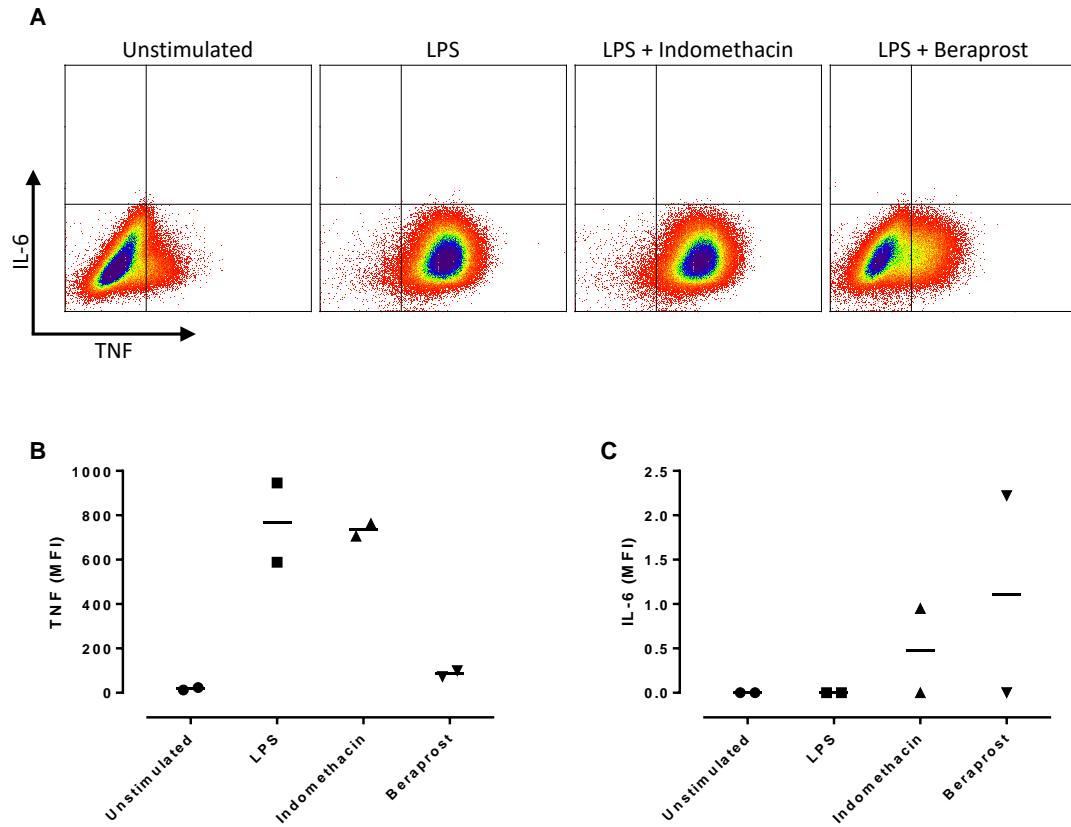 A
Unstimulated LPS LPS + Indomethacin LPS + Beraprost
IL-6
TNF
B
TNF (MFI)
1000
800
600
400
200
0
Unstimulated
LPS
Indomethacin
Beraprost
C
IL-6 (MFI)
2.5
2.0
1.5
1.0
0.5
0.0
Unstimulated
LPS
Indomethacin
Beraprost